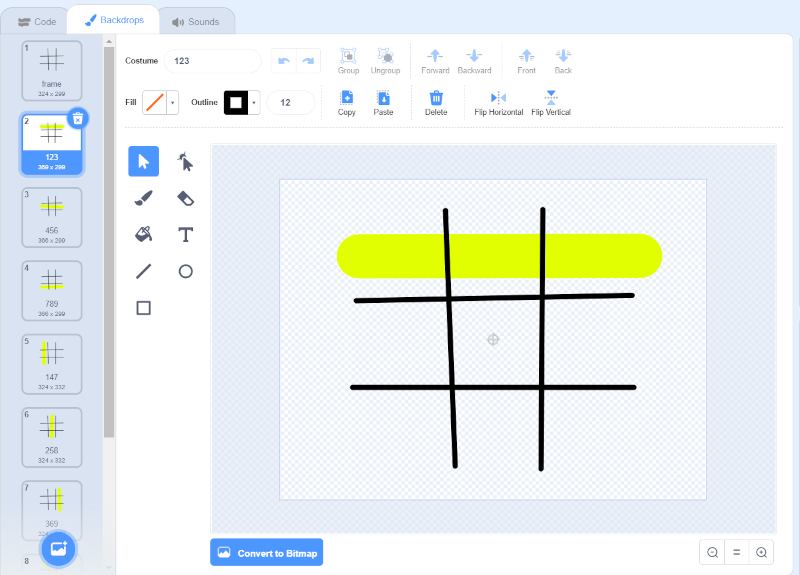 Code
Backdrops
Sounds
1
frame
324 x 299
2
123
369 x 299
3
456
366 x 299
4
789
366 x 299
5
147
324 x 332
6
258
324 x 332
7
369
8
Costume
123
Group
Ungroup
Forward
Backward
Front
Back
Fill
Outline
12
Copy
Paste
Delete
Flip Horizontal
Flip Vertical
T
Convert to Bitmap